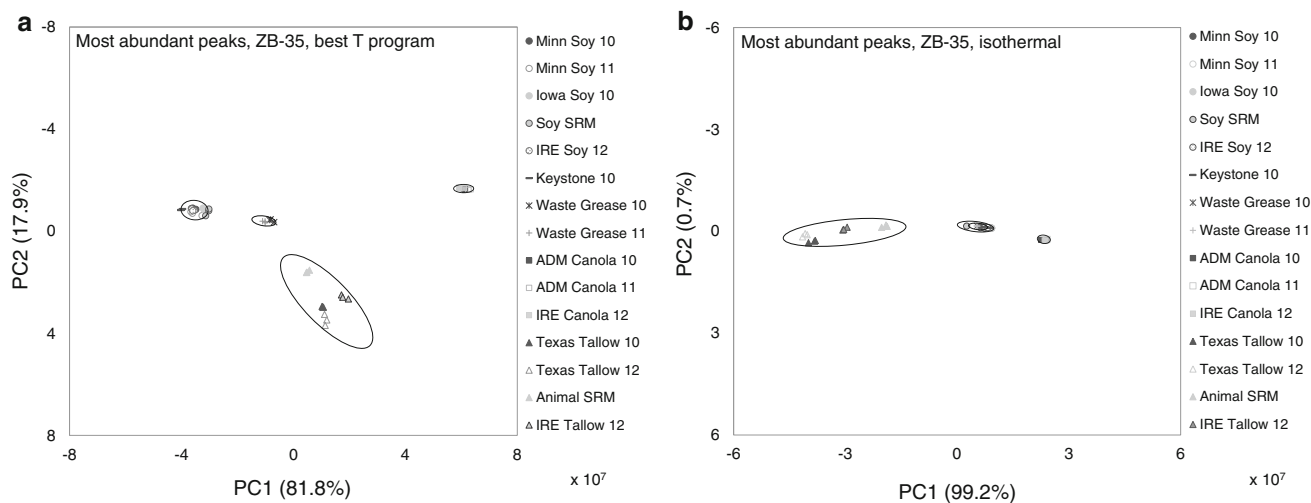 a
Most abundant peaks, ZB-35, best T program
-8
-4
0
4
8
PC2 (17.9%)
-8
-4
0
4
8
x 10⁷
PC1 (81.8%)
Minn Soy 10
Minn Soy 11
Iowa Soy 10
Soy SRM
IRE Soy 12
Keystone 10
Waste Grease 10
Waste Grease 11
ADM Canola 10
ADM Canola 11
IRE Canola 12
Texas Tallow 10
Texas Tallow 12
Animal SRM
IRE Tallow 12
b
Most abundant peaks, ZB-35, isothermal
-6
-3
0
3
6
PC2 (0.7%)
-6
-3
0
3
6
x 10⁷
PC1 (99.2%)
Minn Soy 10
Minn Soy 11
Iowa Soy 10
Soy SRM
IRE Soy 12
Keystone 10
Waste Grease 10
Waste Grease 11
ADM Canola 10
ADM Canola 11
IRE Canola 12
Texas Tallow 10
Texas Tallow 12
Animal SRM
IRE Tallow 12